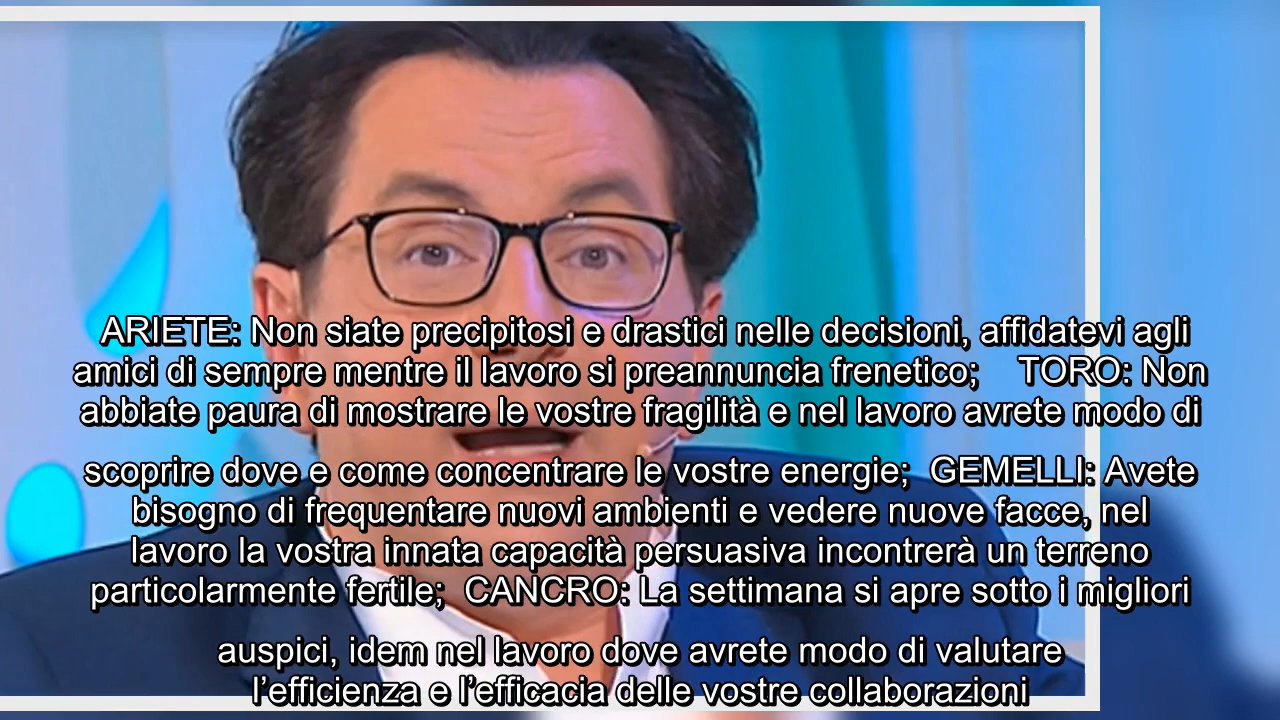 ARIETE: Non siate precipitosi e drastici nelle decisioni, affidatevi agli
amici di sempre mentre il lavoro si preannuncia frenetico; TORO: Non
abbiate paura di mostrare le vostre fragilità e nel lavoro avrete modo di
scoprire dove e come concentrare le vostre energie; GEMELLI: Avete
bisogno di frequentare nuovi ambienti e vedere nuove facce, nel
lavoro la vostra innata capacità persuasiva incontrerà un terreno
particolarmente fertile; CANCRO: La settimana si apre sotto i migliori
auspici, idem nel lavoro dove avrete modo di valutare
l’efficienza e l’efficacia delle vostre collaborazioni